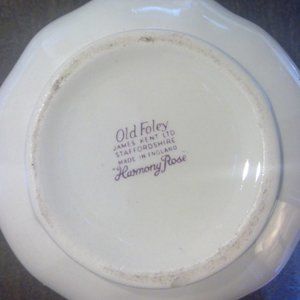 Old Foley
JAMES KENT LTD
STAFFORDSHIRE
MADE IN ENGLAND
"Harmony Rose"